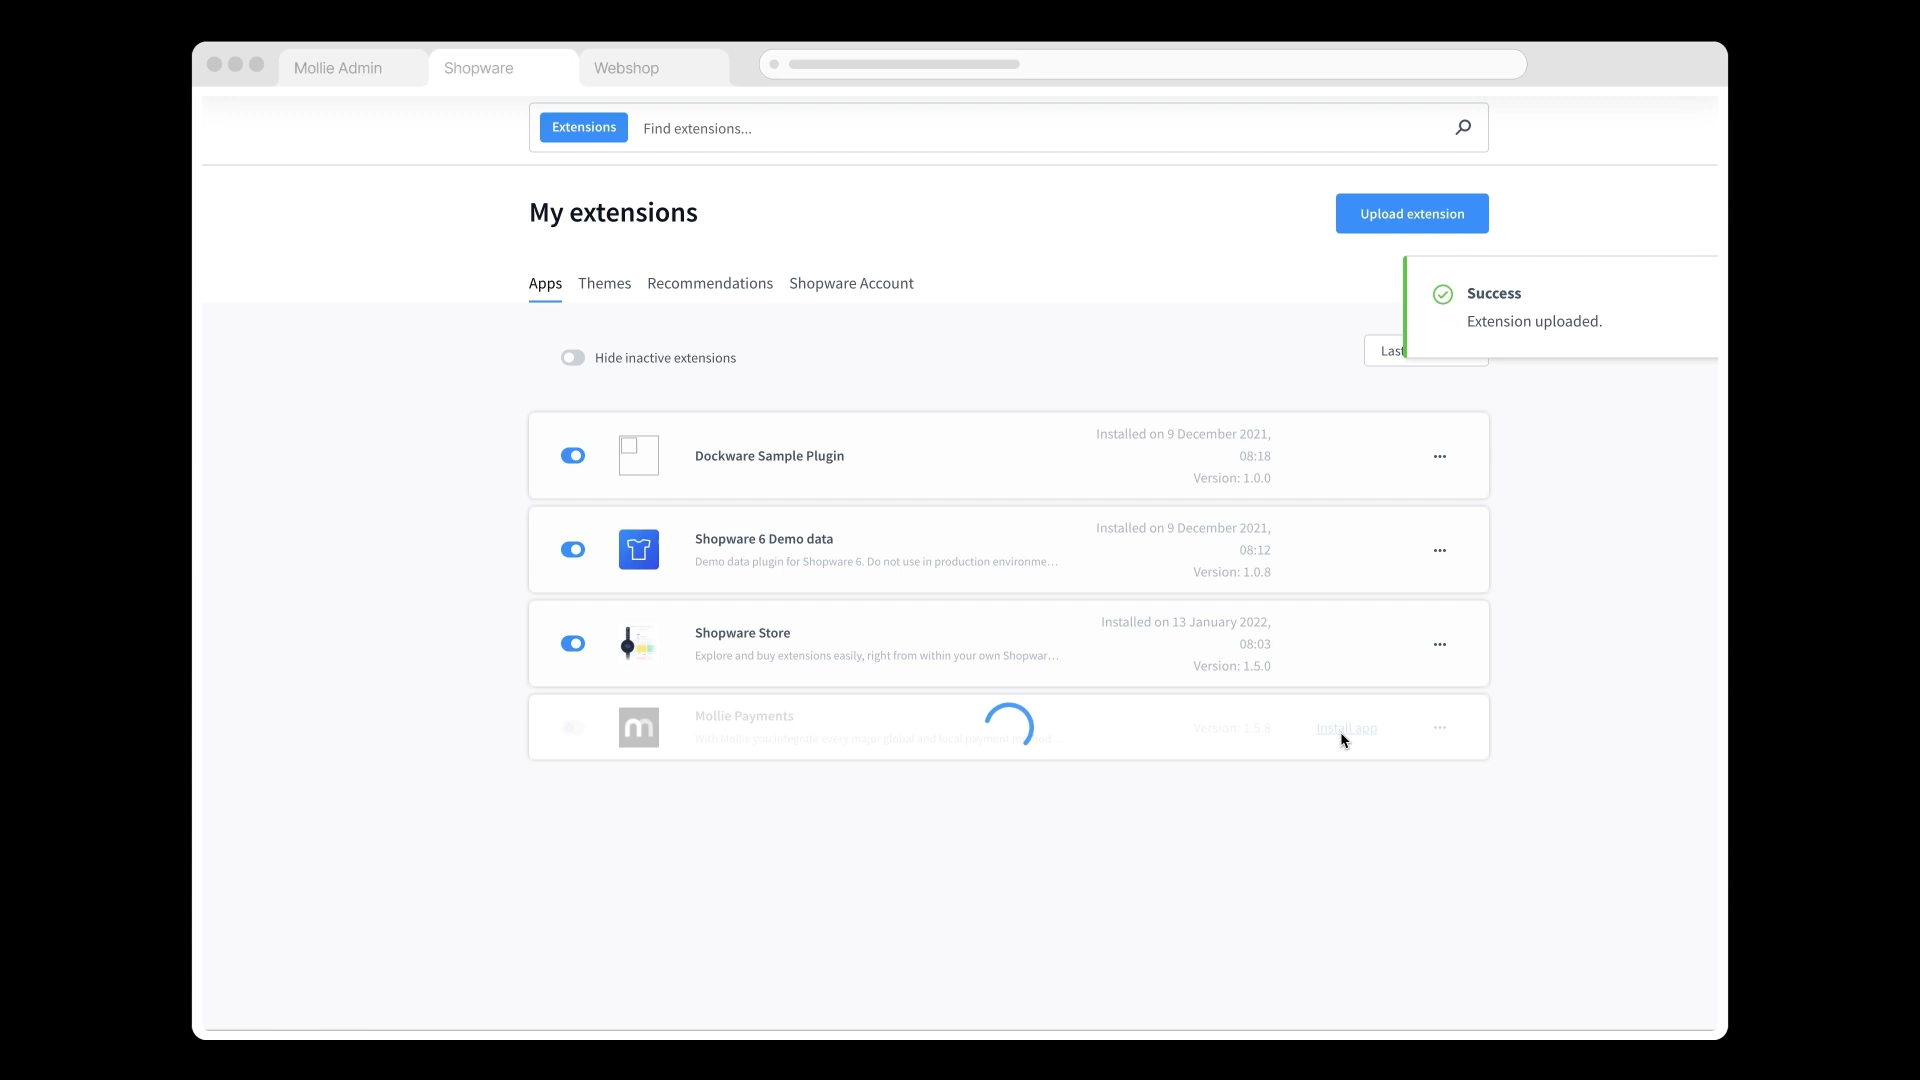 Mollie Admin
Shopware
Webshop
Extensions
Find extensions...
My extensions
Upload extension
Apps
Themes
Recommendations
Shopware Account
Success
Extension uploaded.
Hide inactive extensions
Last
Dockware Sample Plugin
Installed on 9 December 2021,
08:18
Version: 1.0.0
Shopware 6 Demo data
Demo data plugin for Shopware 6. Do not use in production environme...
Installed on 9 December 2021,
08:12
Version: 1.0.8
Shopware Store
Explore and buy extensions easily, right from within your own Shopwar...
Installed on 13 January 2022,
08:03
Version: 1.5.0
m
Mollie Payments
With Mollie you integrate every major global and local payment
Version: 1.5.8
Install app